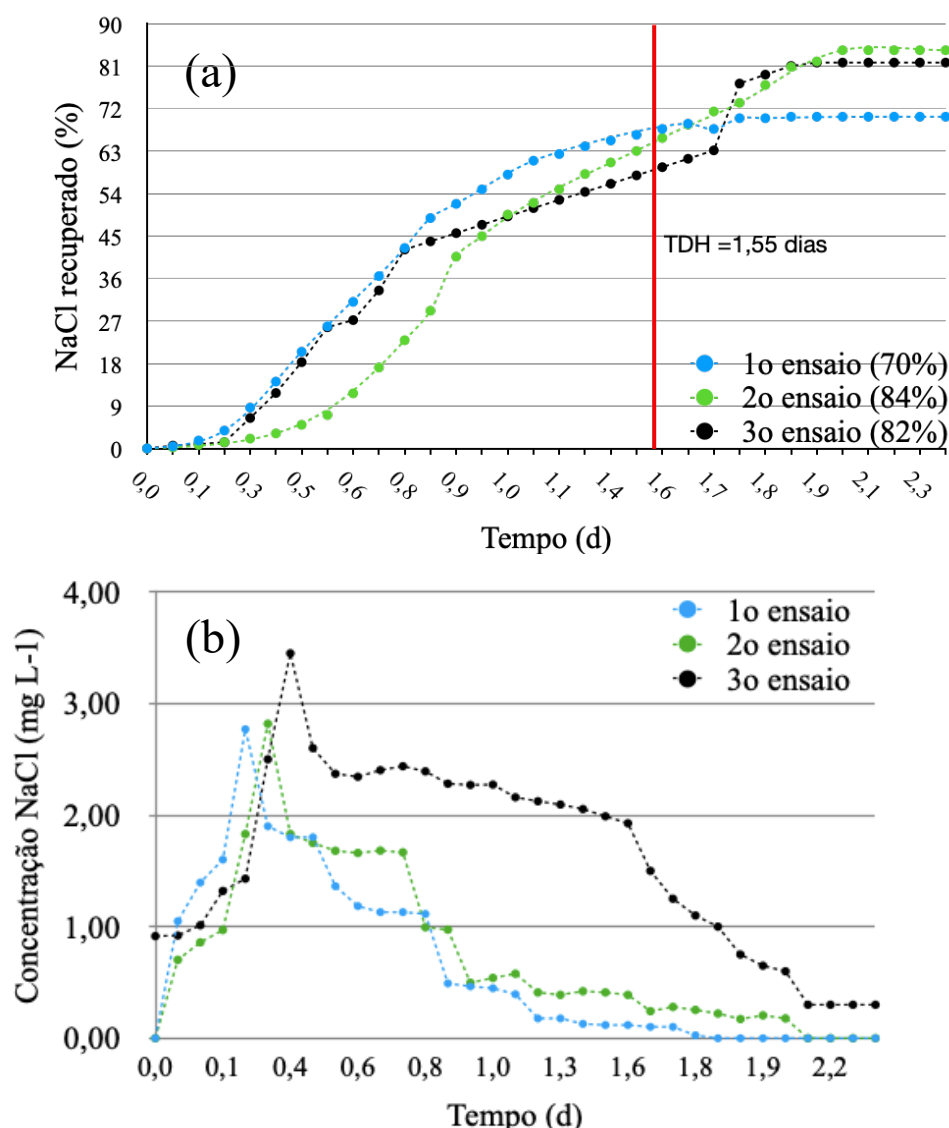 (a)
NaCl recuperado (%)
90
81
72
63
54
45
36
27
18
9
0
TDH =1,55 dias
1o ensaio (70%)
2o ensaio (84%)
3o ensaio (82%)
0,0 0,1 0,3 0,5 0,6 0,8 0,9 1,0 1,1 1,4 1,6 1,7 1,8 1,9 2,1 2,3
Tempo (d)
(b)
Concentração NaCl (mg L-1)
4,00
3,00
2,00
1,00
0,00
1o ensaio
2o ensaio
3o ensaio
0,0 0,1 0,4 0,6 0,8 1,0 1,3 1,6 1,8 1,9 2,2
Tempo (d)